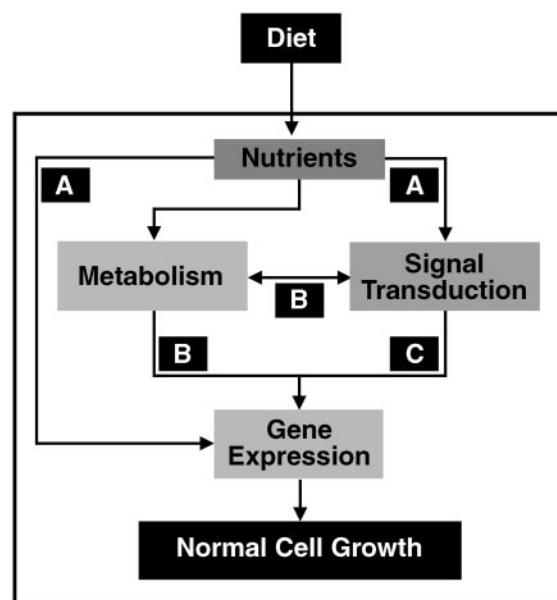 Diet
Nutrients
A
A
Metabolism
Signal
Transduction
B
B
C
Gene
Expression
Normal Cell Growth